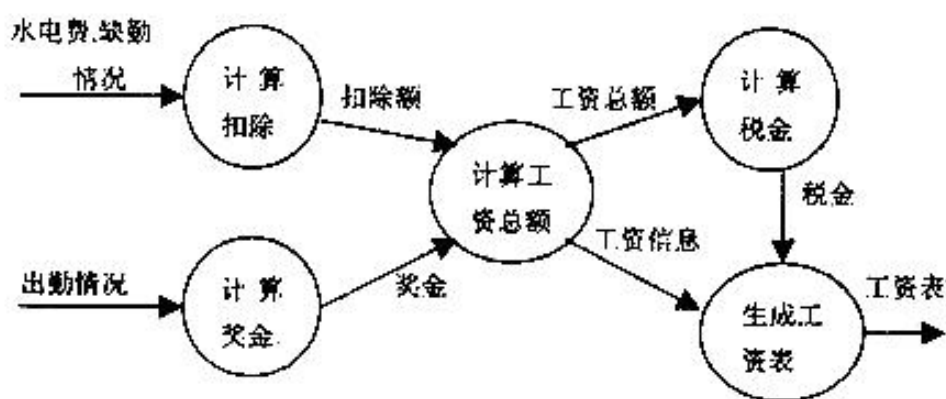 水电费.缺勤
情况
计 算
扣除
扣除额
工资总额
计 算
税金
计算工
资总额
税金
工资信息
出勤情况
计 算
奖金.
奖金
生成工
资表
工资表